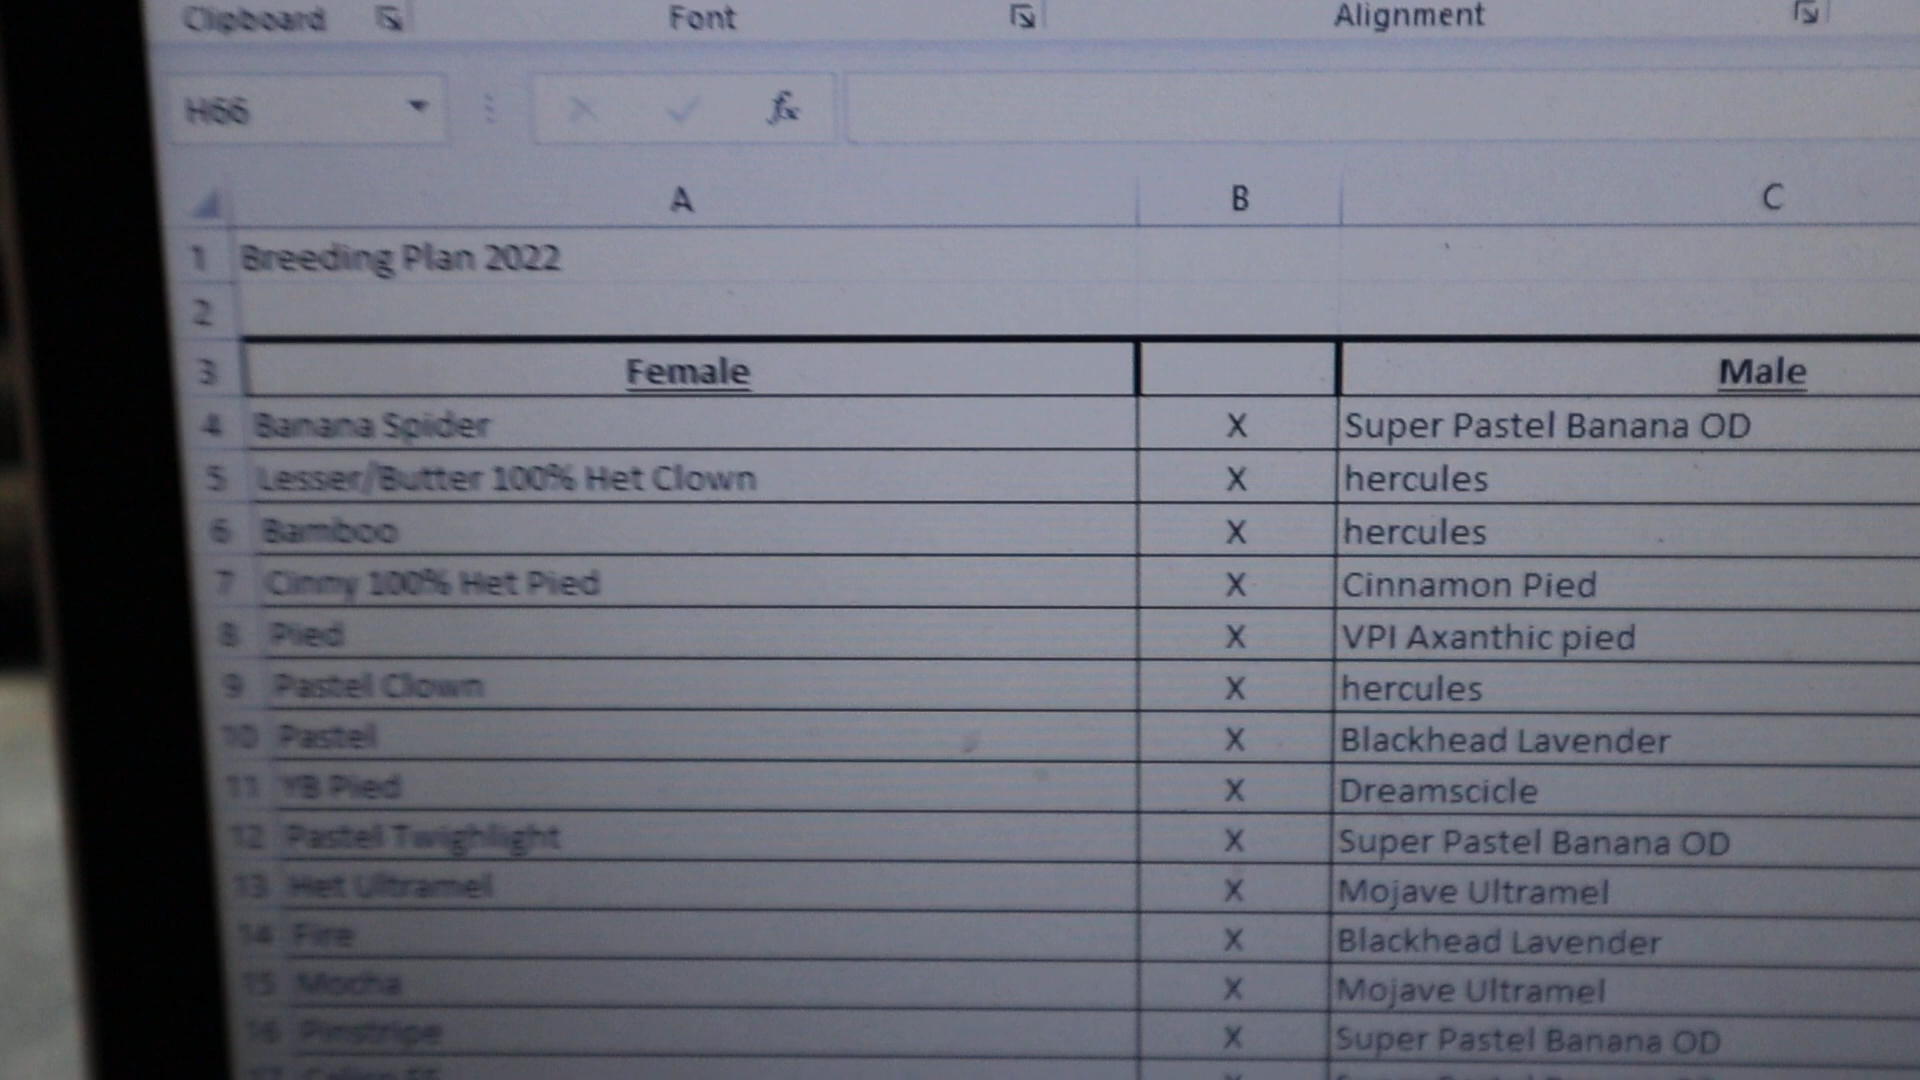 Clipboard Font Alignment
H66 fx
A B C
1 Breeding Plan 2022
2
3 Female Male
4 Banana Spider X Super Pastel Banana OD
5 Lesser/Butter 100% Het Clown X hercules
6 Bamboo X hercules
7 Cinny 100% Het Pied X Cinnamon Pied
8 Pied X VPI Axanthic pied
9 Pastel Clown X hercules
10 Pastel X Blackhead Lavender
11 YB Pied X Dreamscicle
12 Pastel Twighlight X Super Pastel Banana OD
13 Het Ultramel X Mojave Ultramel
14 Fire X Blackhead Lavender
15 Mocha X Mojave Ultramel
16 Pinstripe X Super Pastel Banana OD
17